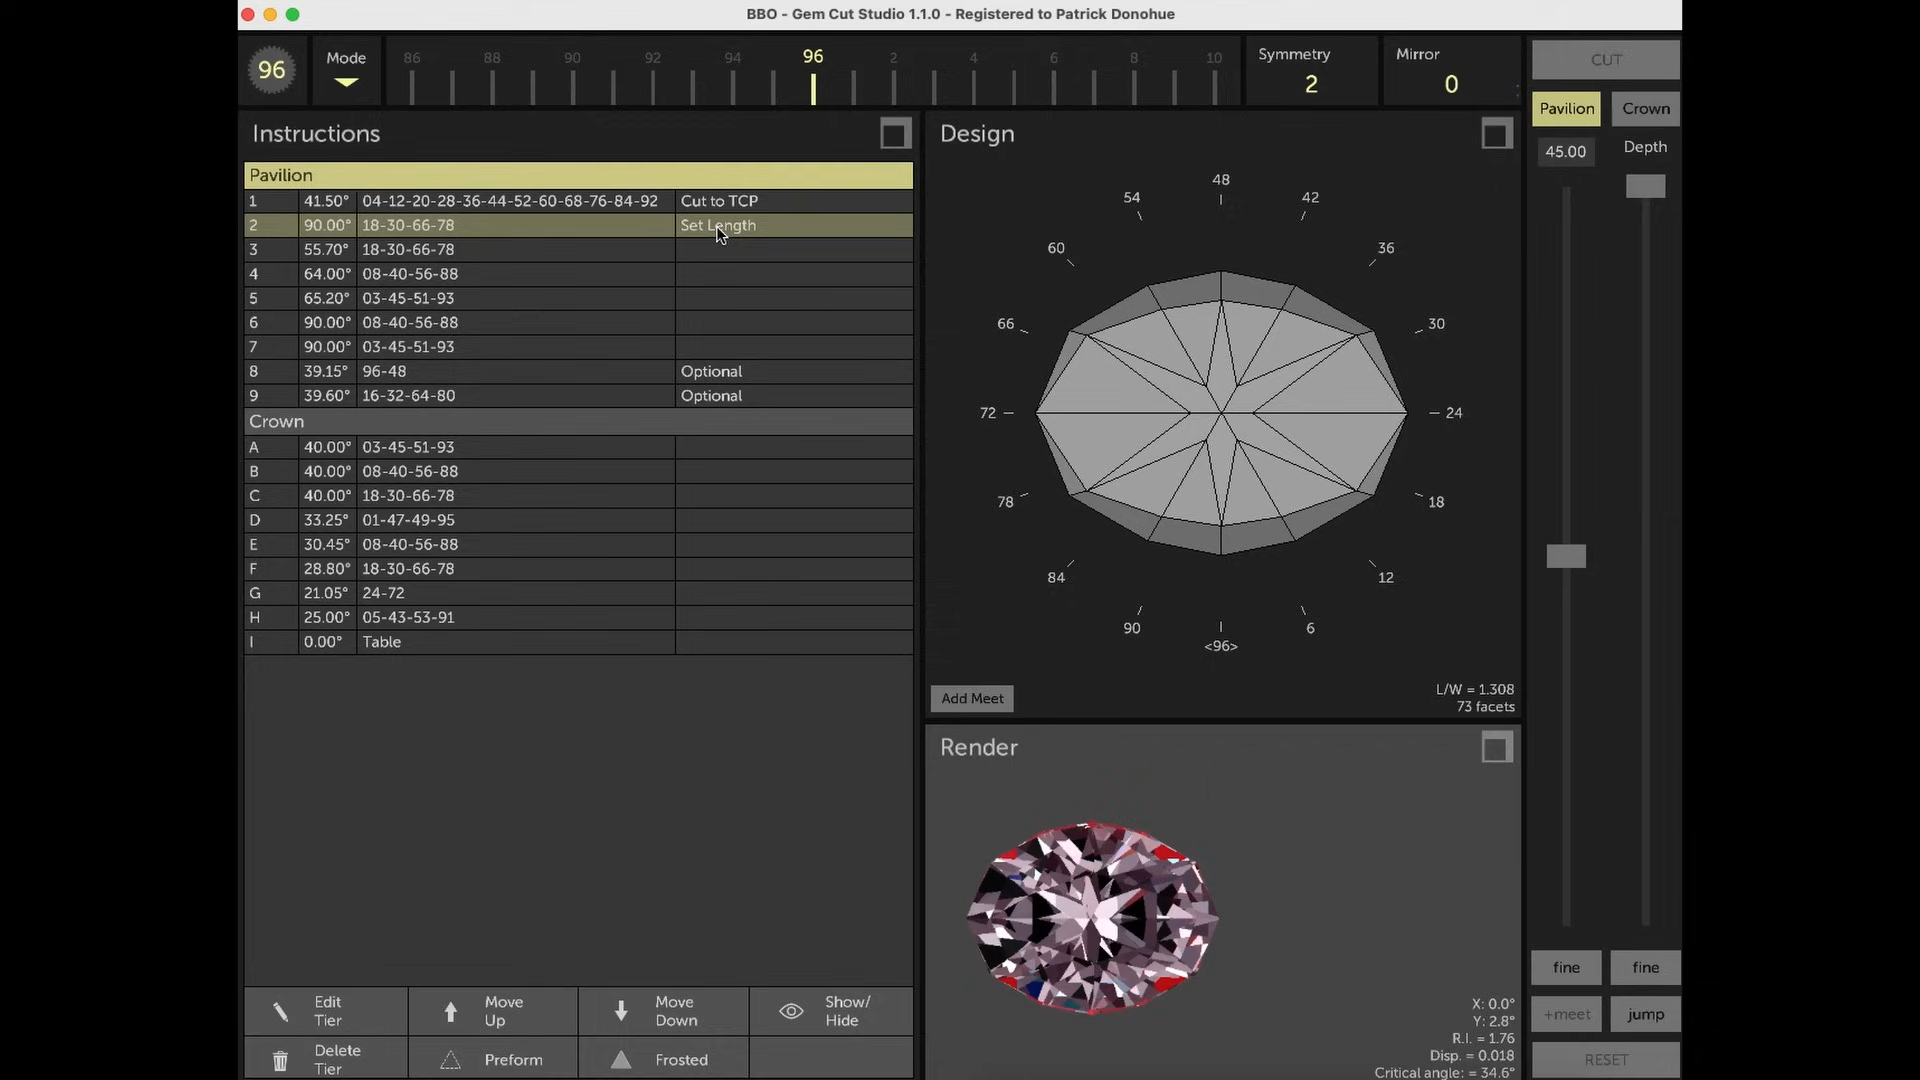 BBO - Gem Cut Studio 1.1.0 - Registered to Patrick Donohue
96
Mode
86 88 90 92 94 96 2 4 6 8 10
Symmetry
2
Mirror
0
CUT
Pavilion Crown
45.00 Depth
Instructions
Pavilion
1 41.50° 04-12-20-28-36-44-52-60-68-76-84-92 Cut to TCP
2 90.00° 18-30-66-78 Set Length
3 55.70° 18-30-66-78
4 64.00° 08-40-56-88
5 65.20° 03-45-51-93
6 90.00° 08-40-56-88
7 90.00° 03-45-51-93
8 39.15° 96-48 Optional
9 39.60° 16-32-64-80 Optional
Crown
A 40.00° 03-45-51-93
B 40.00° 08-40-56-88
C 40.00° 18-30-66-78
D 33.25° 01-47-49-95
E 30.45° 08-40-56-88
F 28.80° 18-30-66-78
G 21.05° 24-72
H 25.00° 05-43-53-91
I 0.00° Table
Edit Tier
Move Up
Move Down
Show/ Hide
Delete Tier
Preform
Frosted
Design
48
54 42
60 36
66 30
72 24
78 18
84 12
90 6
<96>
Add Meet
L/W = 1.308
73 facets
Render
X: 0.0°
Y: 2.8°
R.I. = 1.76
Disp. = 0.018
Critical angle: = 34.6°
fine fine
+meet jump
RESET